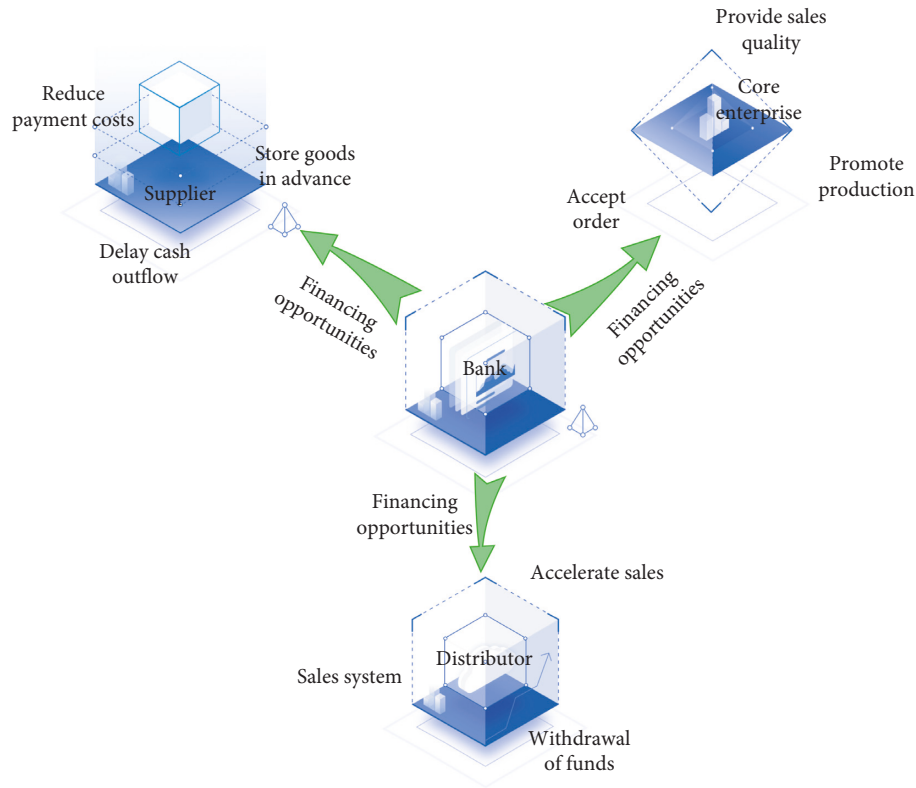 Provide sales
quality
Core
enterprise
Promote
production
Accept
order
Reduce
payment costs
Store goods
in advance
Supplier
Delay cash
outflow
Financing
opportunities
Financing
opportunities
Bank
Financing
opportunities
Accelerate sales
Distributor
Sales system
Withdrawal
of funds